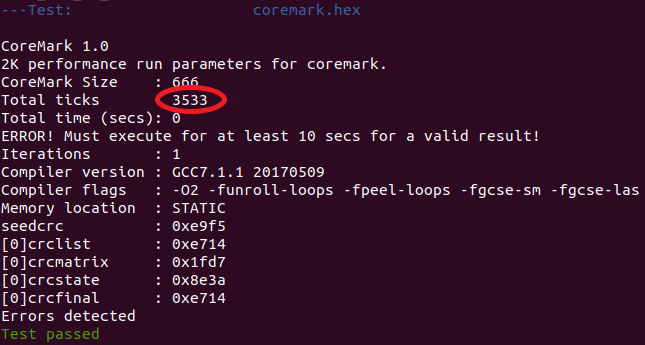 ---Test: coremark.hex
CoreMark 1.0
2K performance run parameters for coremark.
CoreMark Size : 666
Total ticks 3533
Total time (secs): 0
ERROR! Must execute for at least 10 secs for a valid result!
Iterations : 1
Compiler version : GCC7.1.1 20170509
Compiler flags : -O2 -funroll-loops -fpeel-loops -fgcse-sm -fgcse-las
Memory location : STATIC
seedcrc : 0xe9f5
[0]crclist : 0xe714
[0]crcmatrix : 0x1fd7
[0]crcstate : 0x8e3a
[0]crcfinal : 0xe714
Errors detected
Test passed